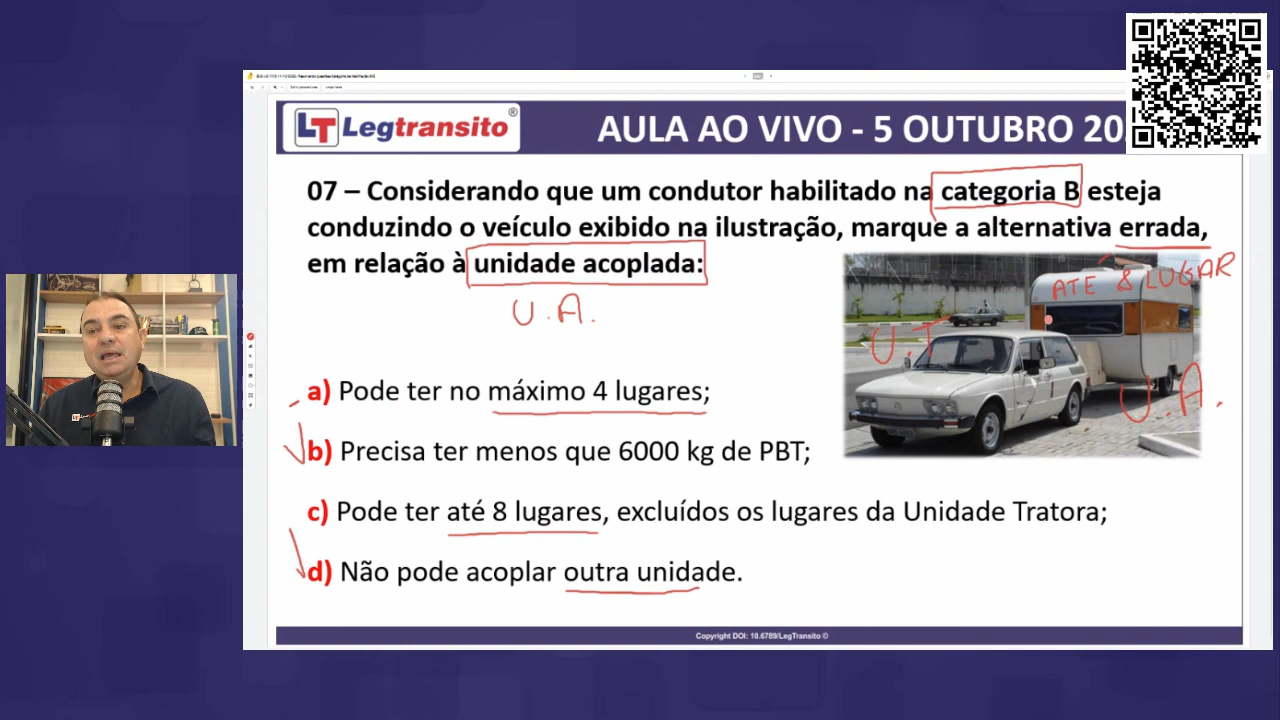 LT Legtransito®
AULA AO VIVO - 5 OUTUBRO 20
07 – Considerando que um condutor habilitado na categoria B esteja
conduzindo o veículo exibido na ilustração, marque a alternativa errada,
em relação à unidade acoplada:
U.A.
ATÉ 8 LUGAR
U.T
U.A.
a) Pode ter no máximo 4 lugares;
b) Precisa ter menos que 6000 kg de PBT;
c) Pode ter até 8 lugares, excluídos os lugares da Unidade Tratora;
d) Não pode acoplar outra unidade.
Copyright DOI: 10.6789/LegTransito ©